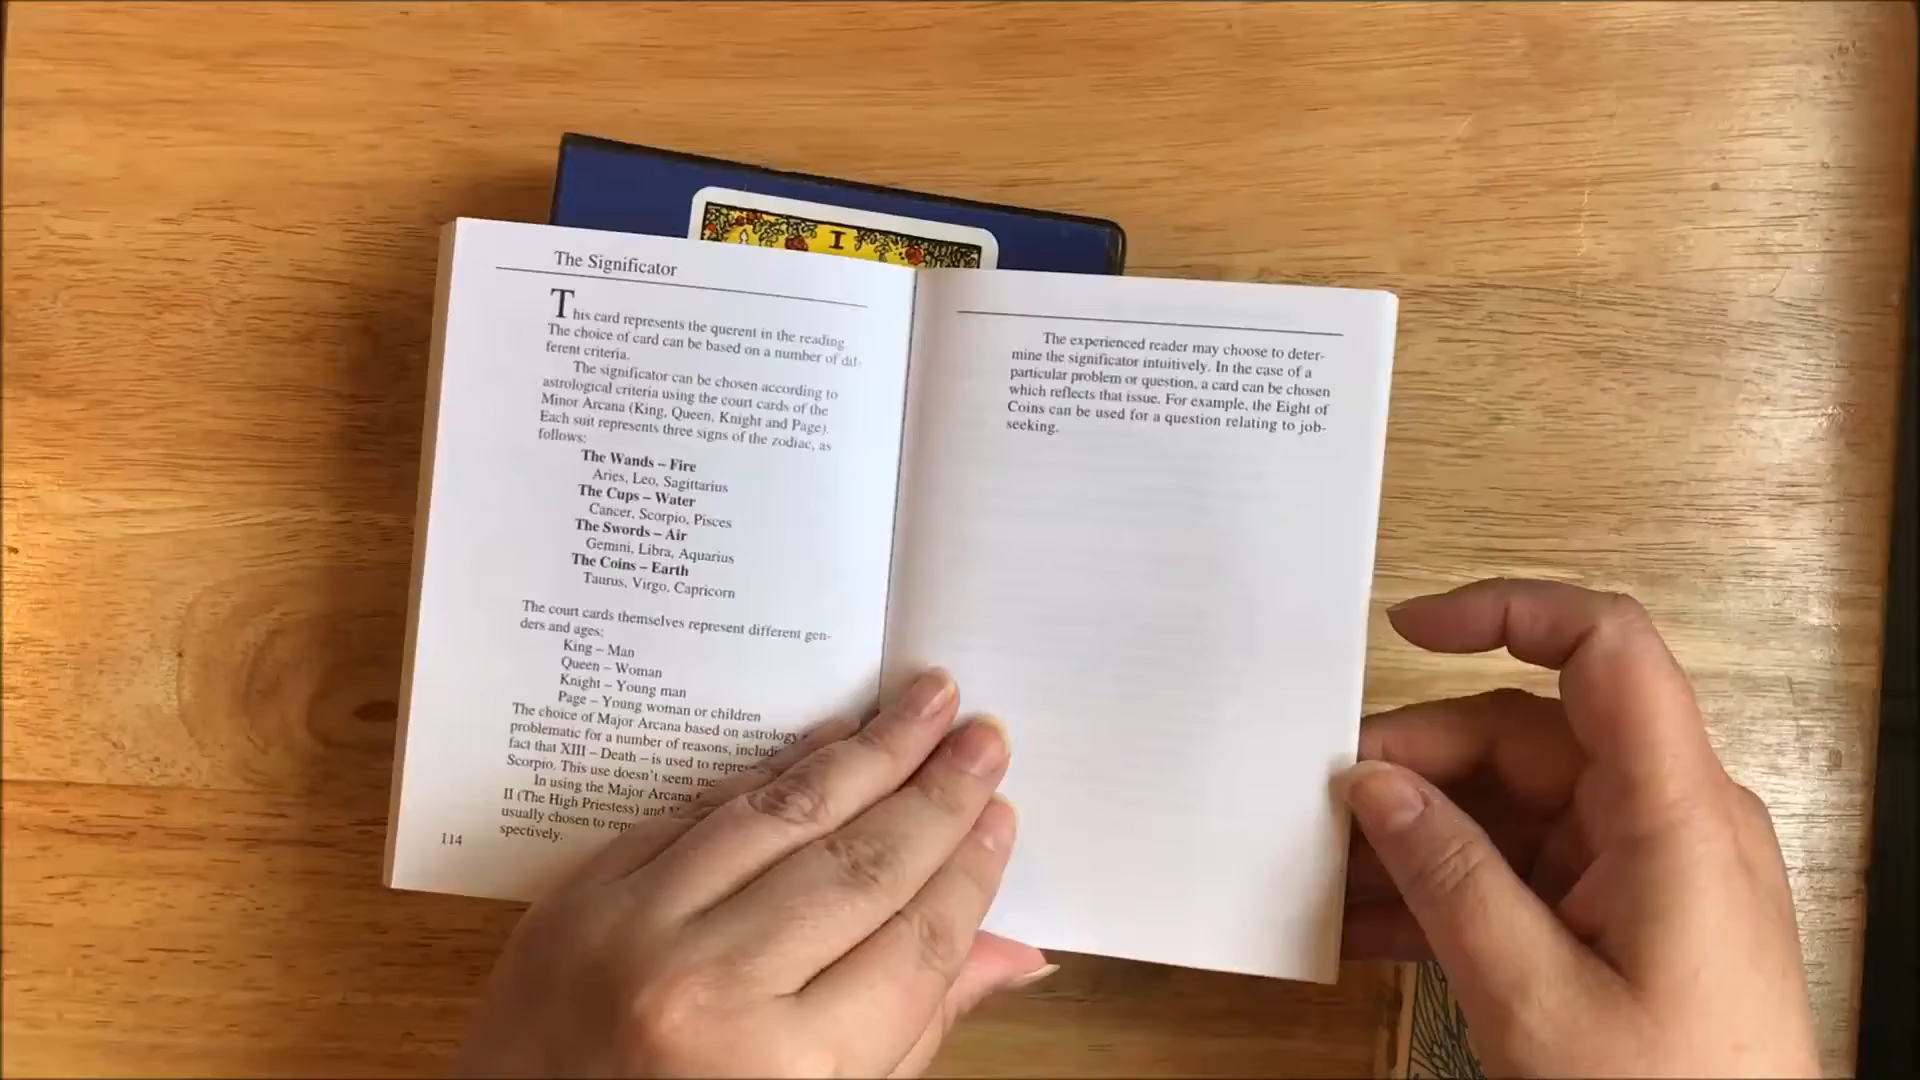 I
The Significator
This card represents the querent in the reading.
The choice of card can be based on a number of dif-
ferent criteria.
The significator can be chosen according to
astrological criteria using the court cards of the
Minor Arcana (King, Queen, Knight and Page).
Each suit represents three signs of the zodiac, as
follows:
The Wands – Fire
Aries, Leo, Sagittarius
The Cups – Water
Cancer, Scorpio, Pisces
The Swords – Air
Gemini, Libra, Aquarius
The Coins – Earth
Taurus, Virgo, Capricorn
The court cards themselves represent different gen-
ders and ages:
King – Man
Queen – Woman
Knight – Young man
Page – Young woman or children
The choice of Major Arcana based on astrology
problematic for a number of reasons,
fact that XIII – Death – is used to
Scorpio. This use doesn't seem
In using the Major Arcana
II (The High Priestess) and
usually chosen to
spectively.
114
The experienced reader may choose to deter-
mine the significator intuitively. In the case of a
particular problem or question, a card can be chosen
which reflects that issue. For example, the Eight of
Coins can be used for a question relating to job-
seeking.